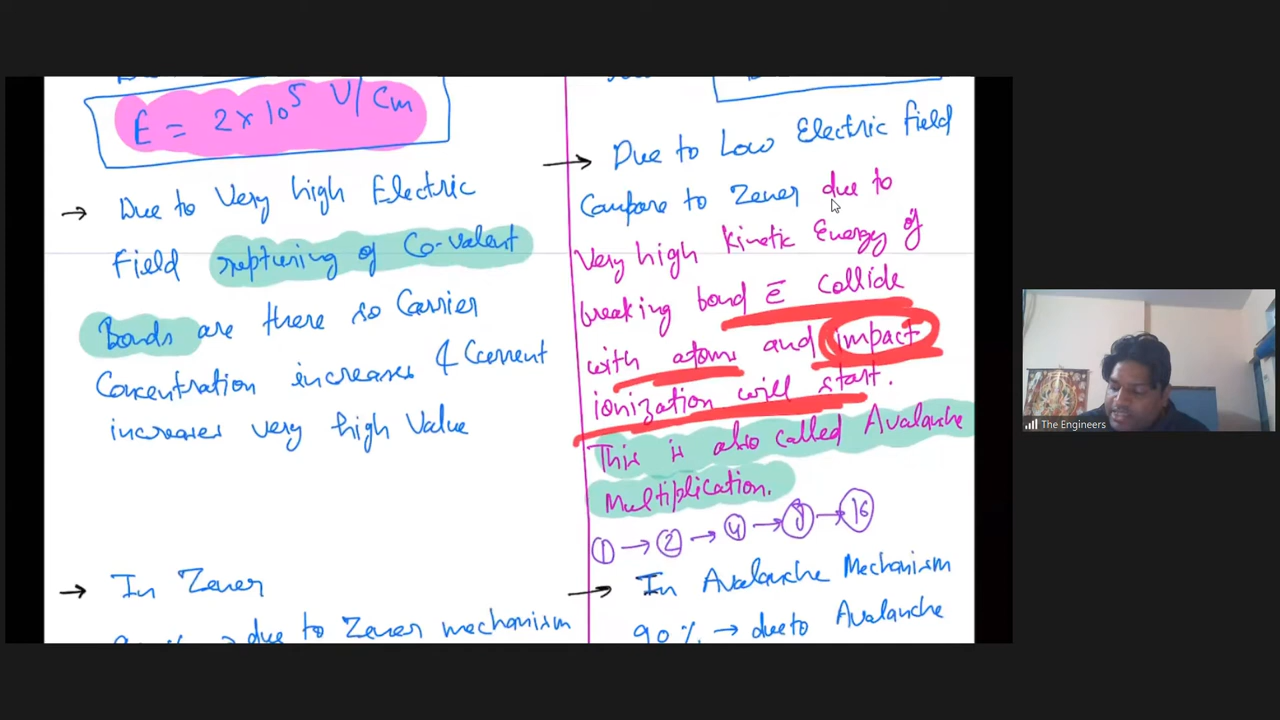 E = 2 x 10^5 V/Cm
→ Due to Very high Electric
Field rupturing of Co-valent
Bonds are there so Carrier
Concentration increases & Current
increases very high Value
→ In Zener
→ due to Zener mechanism
→ Due to Low Electric field
Compare to Zener due to
Very high kinetic Energy of
breaking bond e̅ Collide
with atoms and impact
ionization will start.
This is also called Avalanche
Multiplication.
1 → 2 → 4 → 8 → 16
→ In Avalanche Mechanism
90% → due to Avalanche
The Engineers